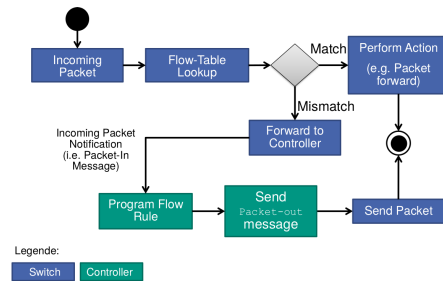 Incoming
Packet
Flow-Table
Lookup
Match
Perform Action
(e.g. Packet
forward)
Mismatch
Forward to
Controller
Incoming Packet
Notification
(i.e. Packet-In
Message)
Program Flow
Rule
Send
Packet-out
message
Send Packet
Legende:
Switch
Controller